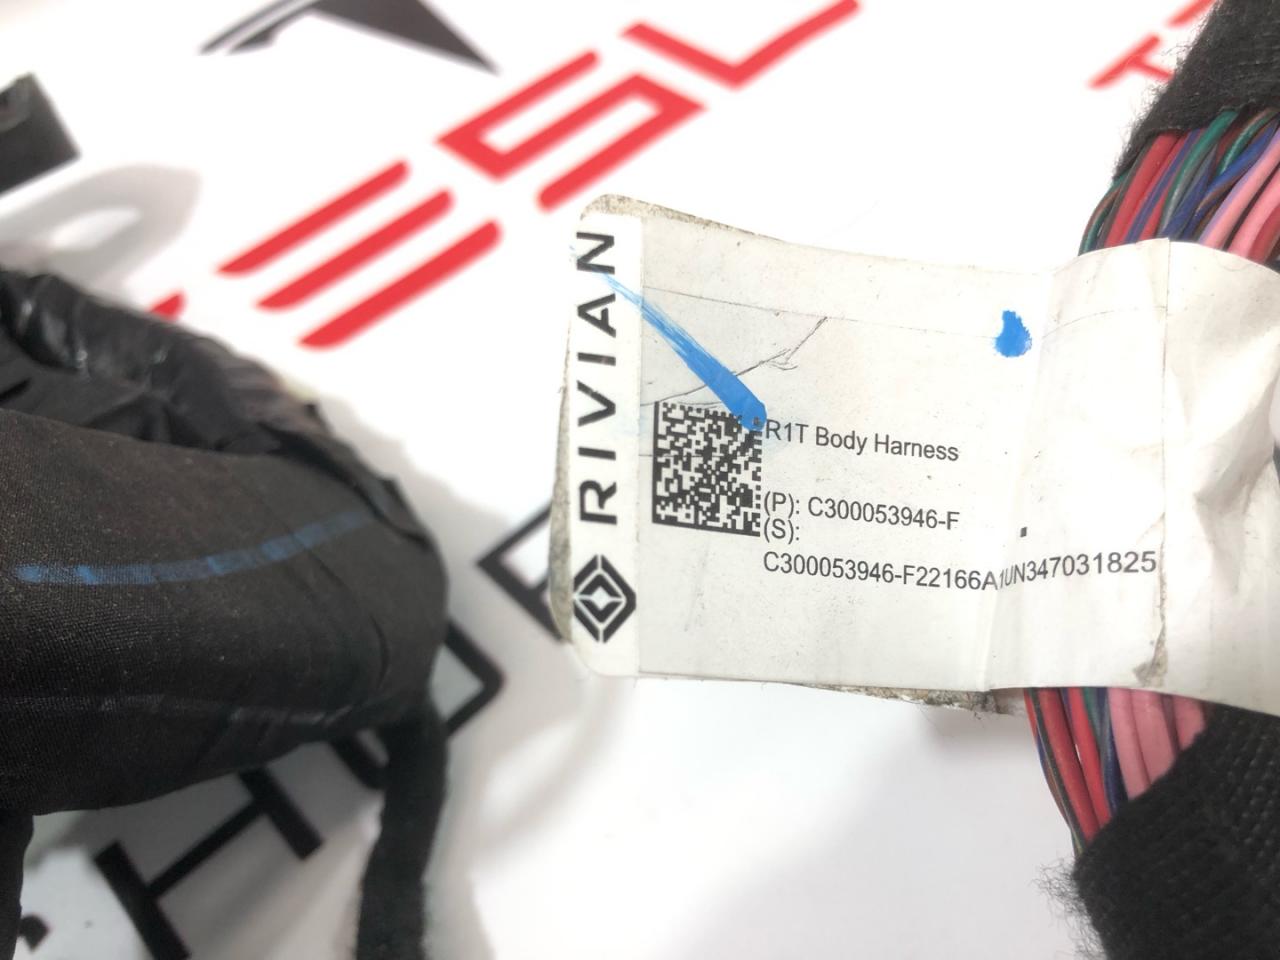 RIVIAN
R1T Body Harness
(P): C300053946-F
(S):
C300053946-F22166A1UN347031825